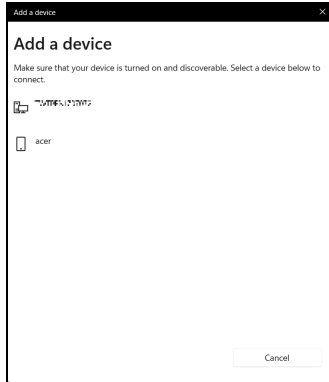 Add a device
Add a device
Make sure that your device is turned on and discoverable. Select a device below to
connect.
acer
Cancel